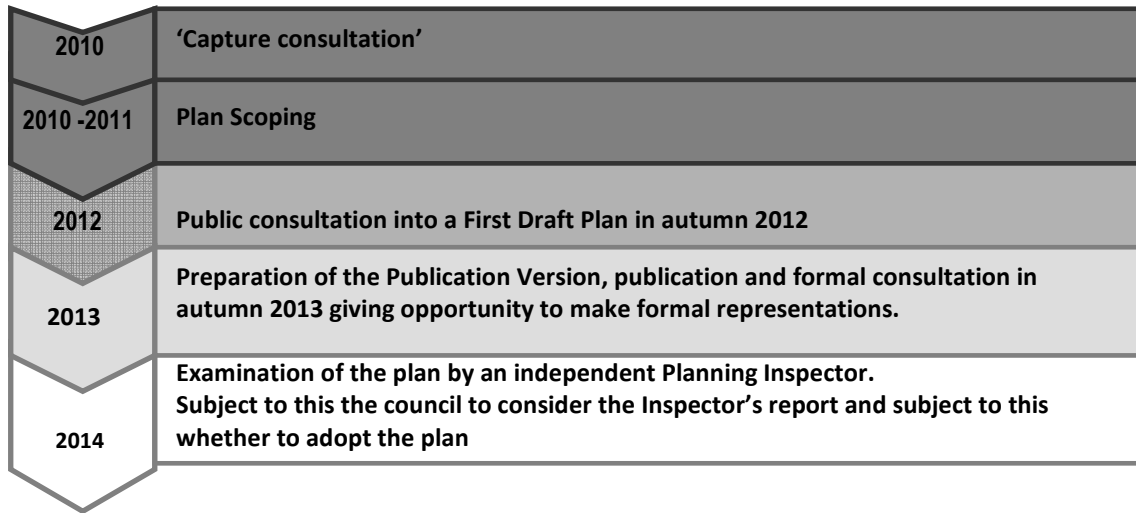 2010
‘Capture consultation’
2010 -2011
Plan Scoping
2012
Public consultation into a First Draft Plan in autumn 2012
2013
Preparation of the Publication Version, publication and formal consultation in
autumn 2013 giving opportunity to make formal representations.
2014
Examination of the plan by an independent Planning Inspector.
Subject to this the council to consider the Inspector’s report and subject to this
whether to adopt the plan